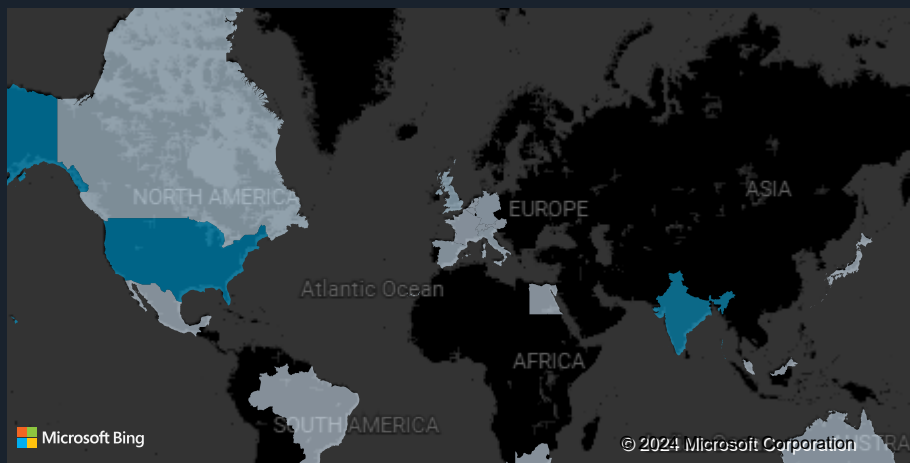 NORTH AMERICA
ASIA
EUROPE
Atlantic Ocean
AFRICA
SOUTH AMERICA
Microsoft Bing
© 2024 Microsoft Corporation